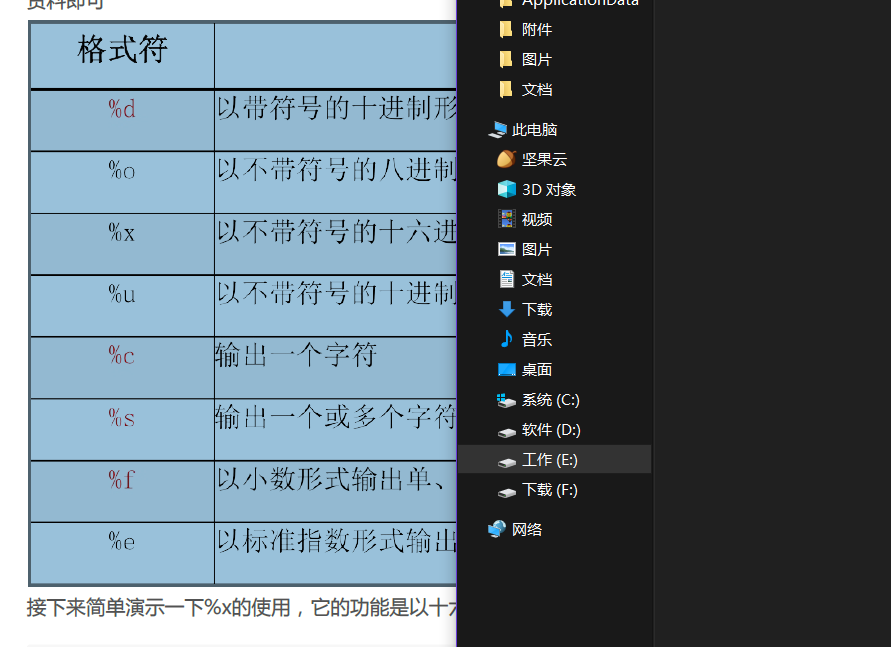 资料即可
格式符
%d 以带符号的十进制形
%o 以不带符号的八进制
%x 以不带符号的十六进
%u 以不带符号的十进制形
%c 输出一个字符
%s 输出一个或多个字符
%f 以小数形式输出单、
%e 以标准指数形式输出
接下来简单演示一下%x的使用，它的功能是以十六
ApplicationData
附件
图片
文档
此电脑
坚果云
3D 对象
视频
图片
文档
下载
音乐
桌面
系统 (C:)
软件 (D:)
工作 (E:)
下载 (F:)
网络